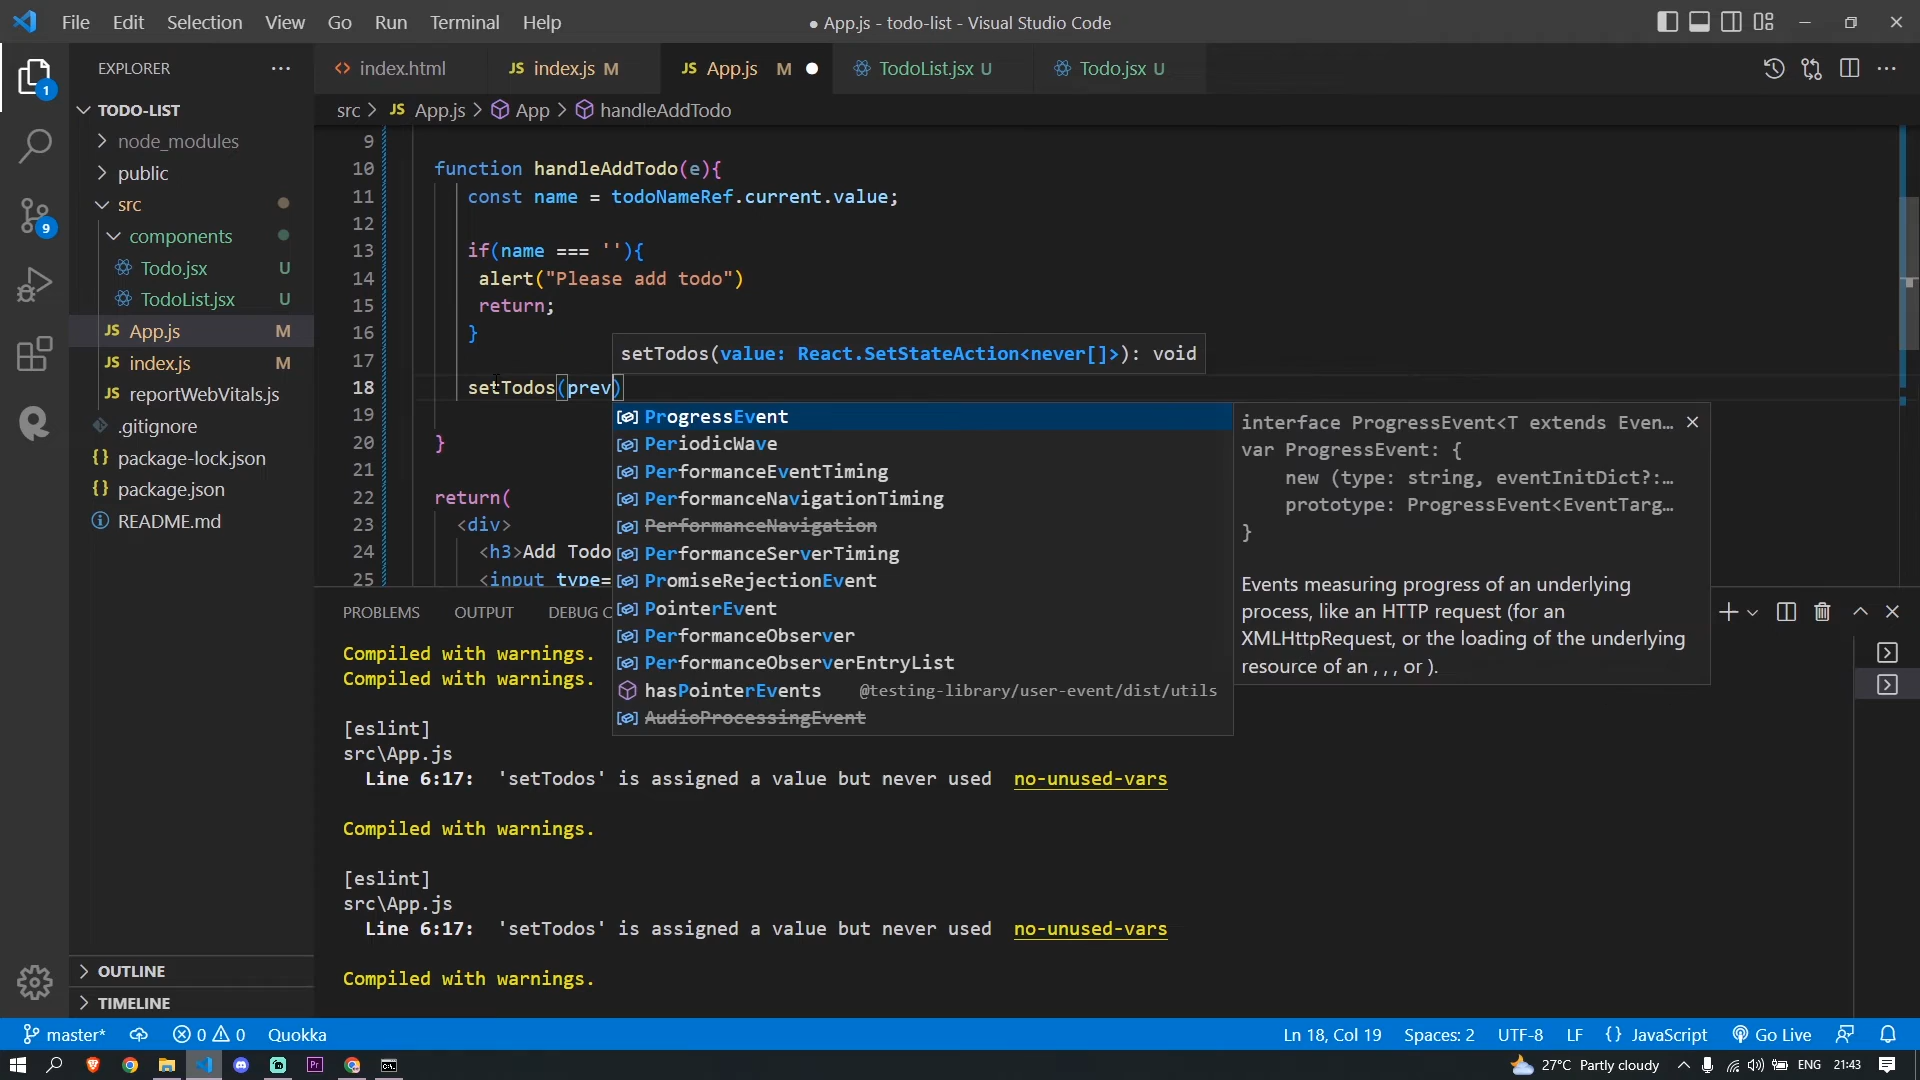 File Edit Selection View Go Run Terminal Help
● App.js - todo-list - Visual Studio Code
EXPLORER
index.html
JS index.js M
JS App.js M
TodoList.jsx U
Todo.jsx U
src > JS App.js > App > handleAddTodo
1
TODO-LIST
node_modules
public
src
components
Todo.jsx U
TodoList.jsx U
JS App.js M
JS index.js M
JS reportWebVitals.js
.gitignore
{} package-lock.json
{} package.json
README.md
9
OUTLINE
TIMELINE
9
10 function handleAddTodo(e){
11 const name = todoNameRef.current.value;
12
13 if(name === ''){
14 alert("Please add todo")
15 return;
16 }
17
18 setTodos(prev)
19
20 }
21
22 return(
23 <div>
24 <h3>Add Todo
25 <input type=
setTodos(value: React.SetStateAction<never[]>): void
ProgressEvent
PeriodicWave
PerformanceEventTiming
PerformanceNavigationTiming
PerformanceNavigation
PerformanceServerTiming
PromiseRejectionEvent
PointerEvent
PerformanceObserver
PerformanceObserverEntryList
hasPointerEvents @testing-library/user-event/dist/utils
AudioProcessingEvent
interface ProgressEvent<T extends Even…
var ProgressEvent: {
new (type: string, eventInitDict?:…
prototype: ProgressEvent<EventTarg…
}
Events measuring progress of an underlying
process, like an HTTP request (for an
XMLHttpRequest, or the loading of the underlying
resource of an , , , or ).
PROBLEMS OUTPUT DEBUG C
Compiled with warnings.
Compiled with warnings.
[eslint]
src\App.js
Line 6:17: 'setTodos' is assigned a value but never used no-unused-vars
Compiled with warnings.
[eslint]
src\App.js
Line 6:17: 'setTodos' is assigned a value but never used no-unused-vars
Compiled with warnings.
master* 0 0 Quokka
Ln 18, Col 19 Spaces: 2 UTF-8 LF {} JavaScript Go Live
Pr
27°C Partly cloudy ENG 21:43